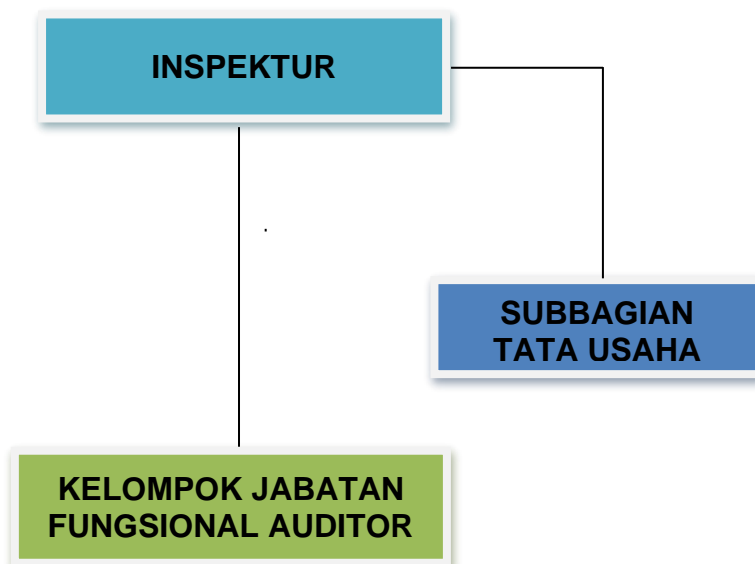 INSPEKTUR
SUBBAGIAN
TATA USAHA
KELOMPOK JABATAN
FUNGSIONAL AUDITOR